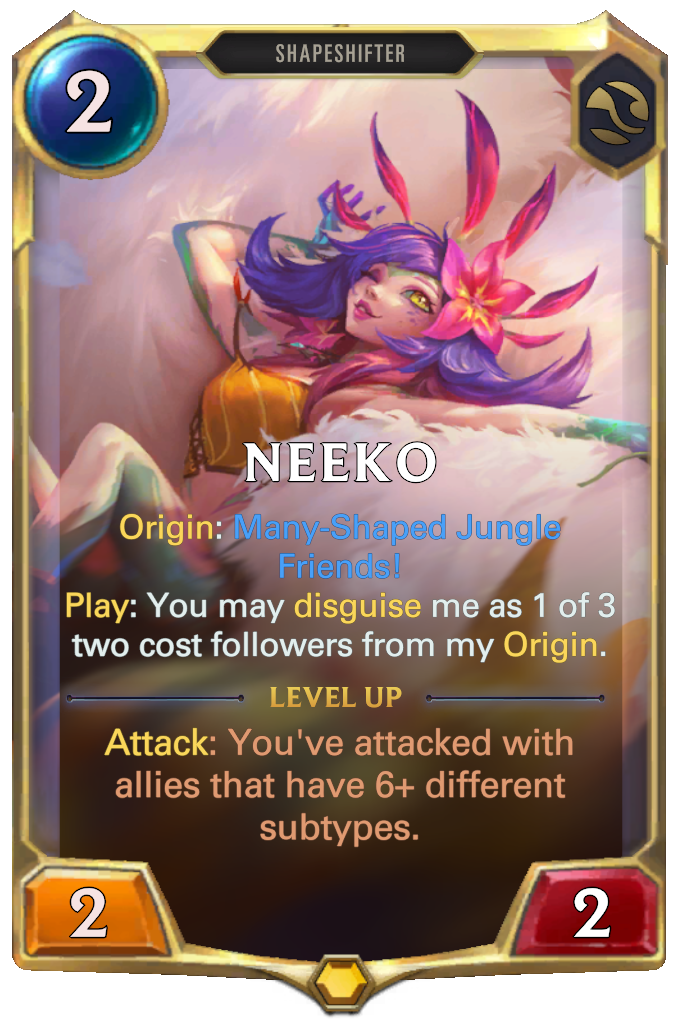 SHAPESHIFTER
2
NEEKO
Origin: Many-Shaped Jungle
Friends!
Play: You may disguise me as 1 of 3
two cost followers from my Origin.
LEVEL UP
Attack: You've attacked with
allies that have 6+ different
subtypes.
2
2